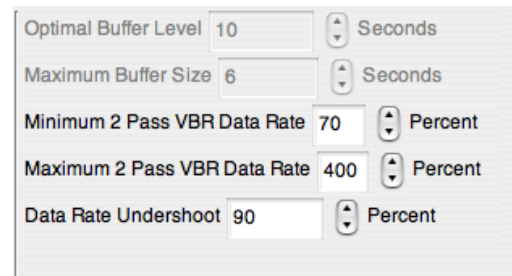 Optimal Buffer Level 10 Seconds
Maximum Buffer Size 6 Seconds
Minimum 2 Pass VBR Data Rate 70 Percent
Maximum 2 Pass VBR Data Rate 400 Percent
Data Rate Undershoot 90 Percent